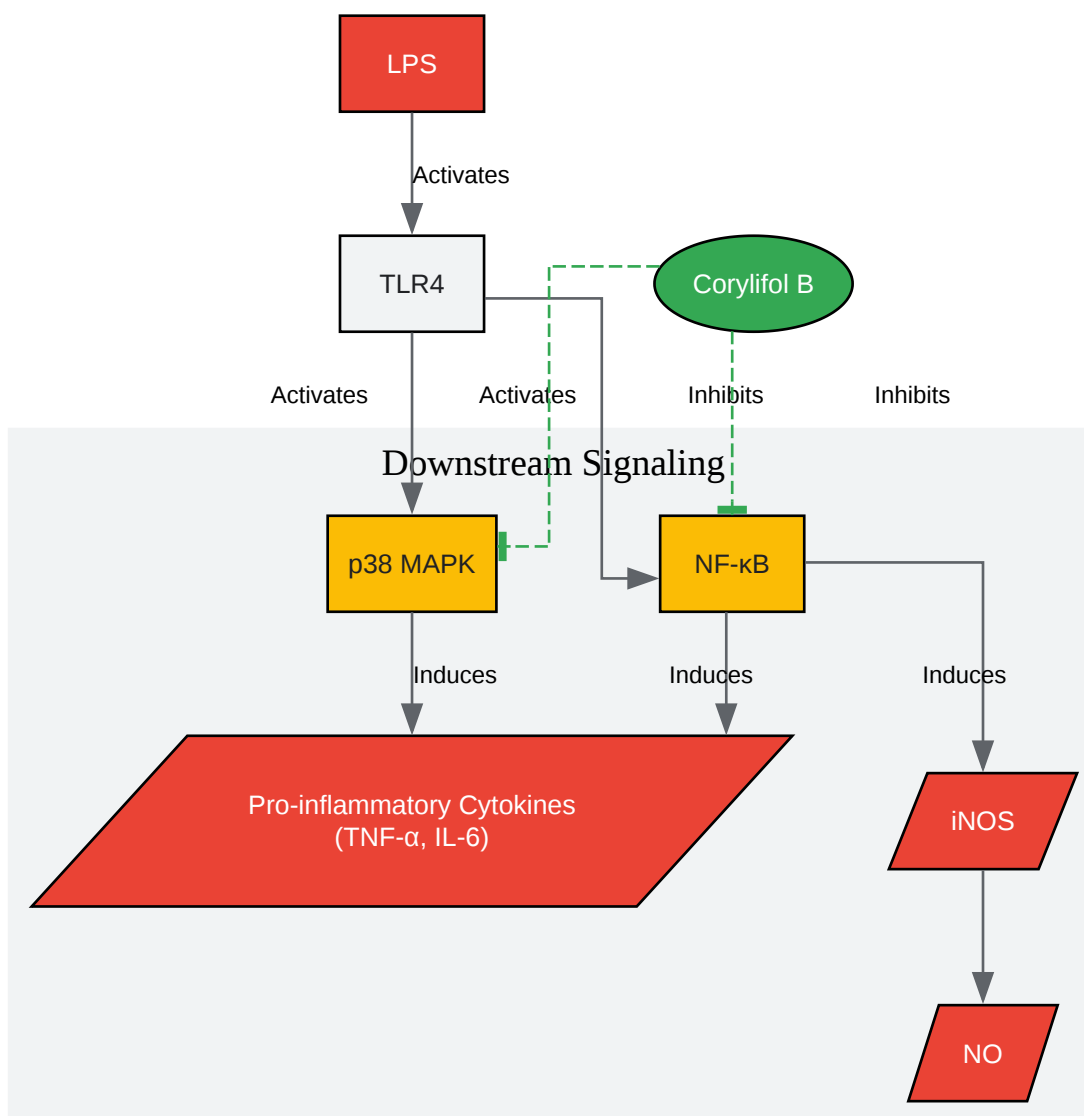 LPS
Activates
TLR4
Corylifol B
Activates
Activates
Inhibits
Inhibits
Downstream Signaling
p38 MAPK
NF-κB
Induces
Induces
Induces
Pro-inflammatory Cytokines
(TNF-α, IL-6)
iNOS
NO